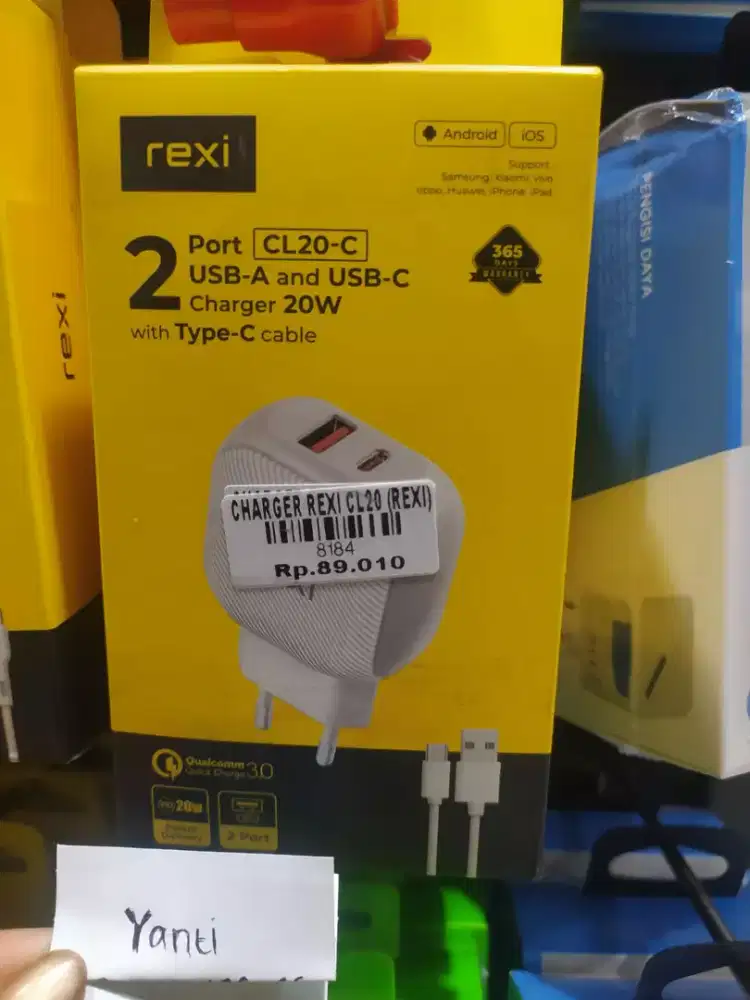 rexi
Android iOS
Support
Samsung, Xiaomi, Vivo
Oppo, Huawei, iPhone, iPad
2 Port CL20-C
USB-A and USB-C
Charger 20W
with Type-C cable
365
DAYS
WARRANTY
CHARGER REXI CL20 (REXI)
8184
Rp.89.010
Qualcomm
Quick Charge 3.0
20W
Power
Delivery
2 Port
Yanti
rexi
PENGISI DAYA